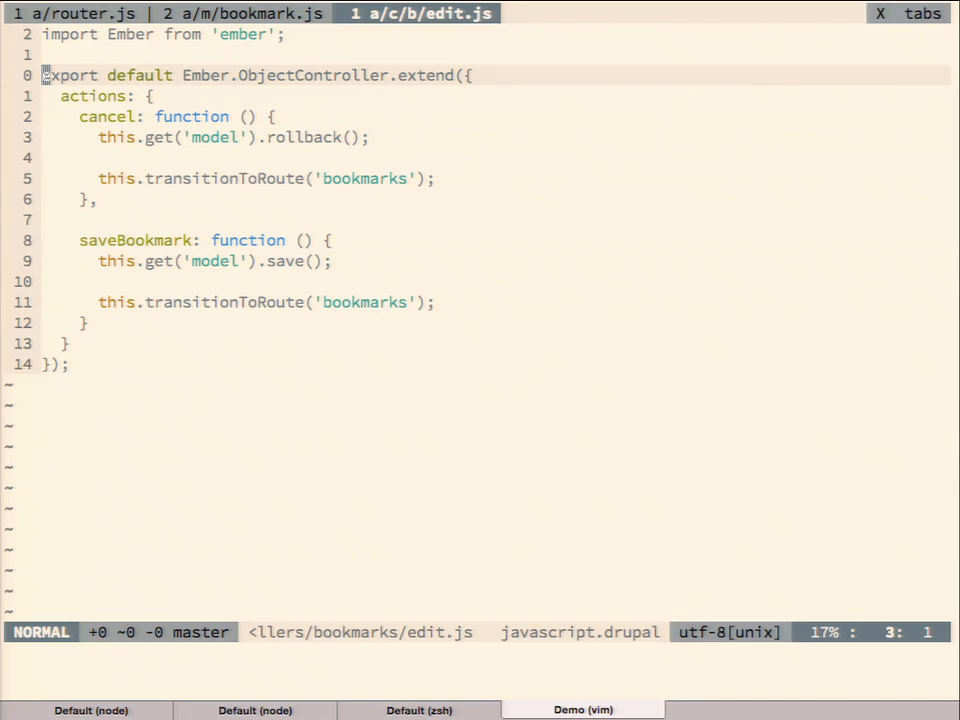 1 a/router.js | 2 a/m/bookmark.js 1 a/c/b/edit.js X tabs
2 import Ember from 'ember';
1
0 export default Ember.ObjectController.extend({
1 actions: {
2 cancel: function () {
3 this.get('model').rollback();
4
5 this.transitionToRoute('bookmarks');
6 },
7
8 saveBookmark: function () {
9 this.get('model').save();
10
11 this.transitionToRoute('bookmarks');
12 }
13 }
14 });
~
~
~
~
~
~
~
~
~
~
~
~
NORMAL +0 ~0 -0 master <llers/bookmarks/edit.js javascript.drupal utf-8[unix] 17% : 3: 1
Default (node) Default (node) Default (zsh) Demo (vim)